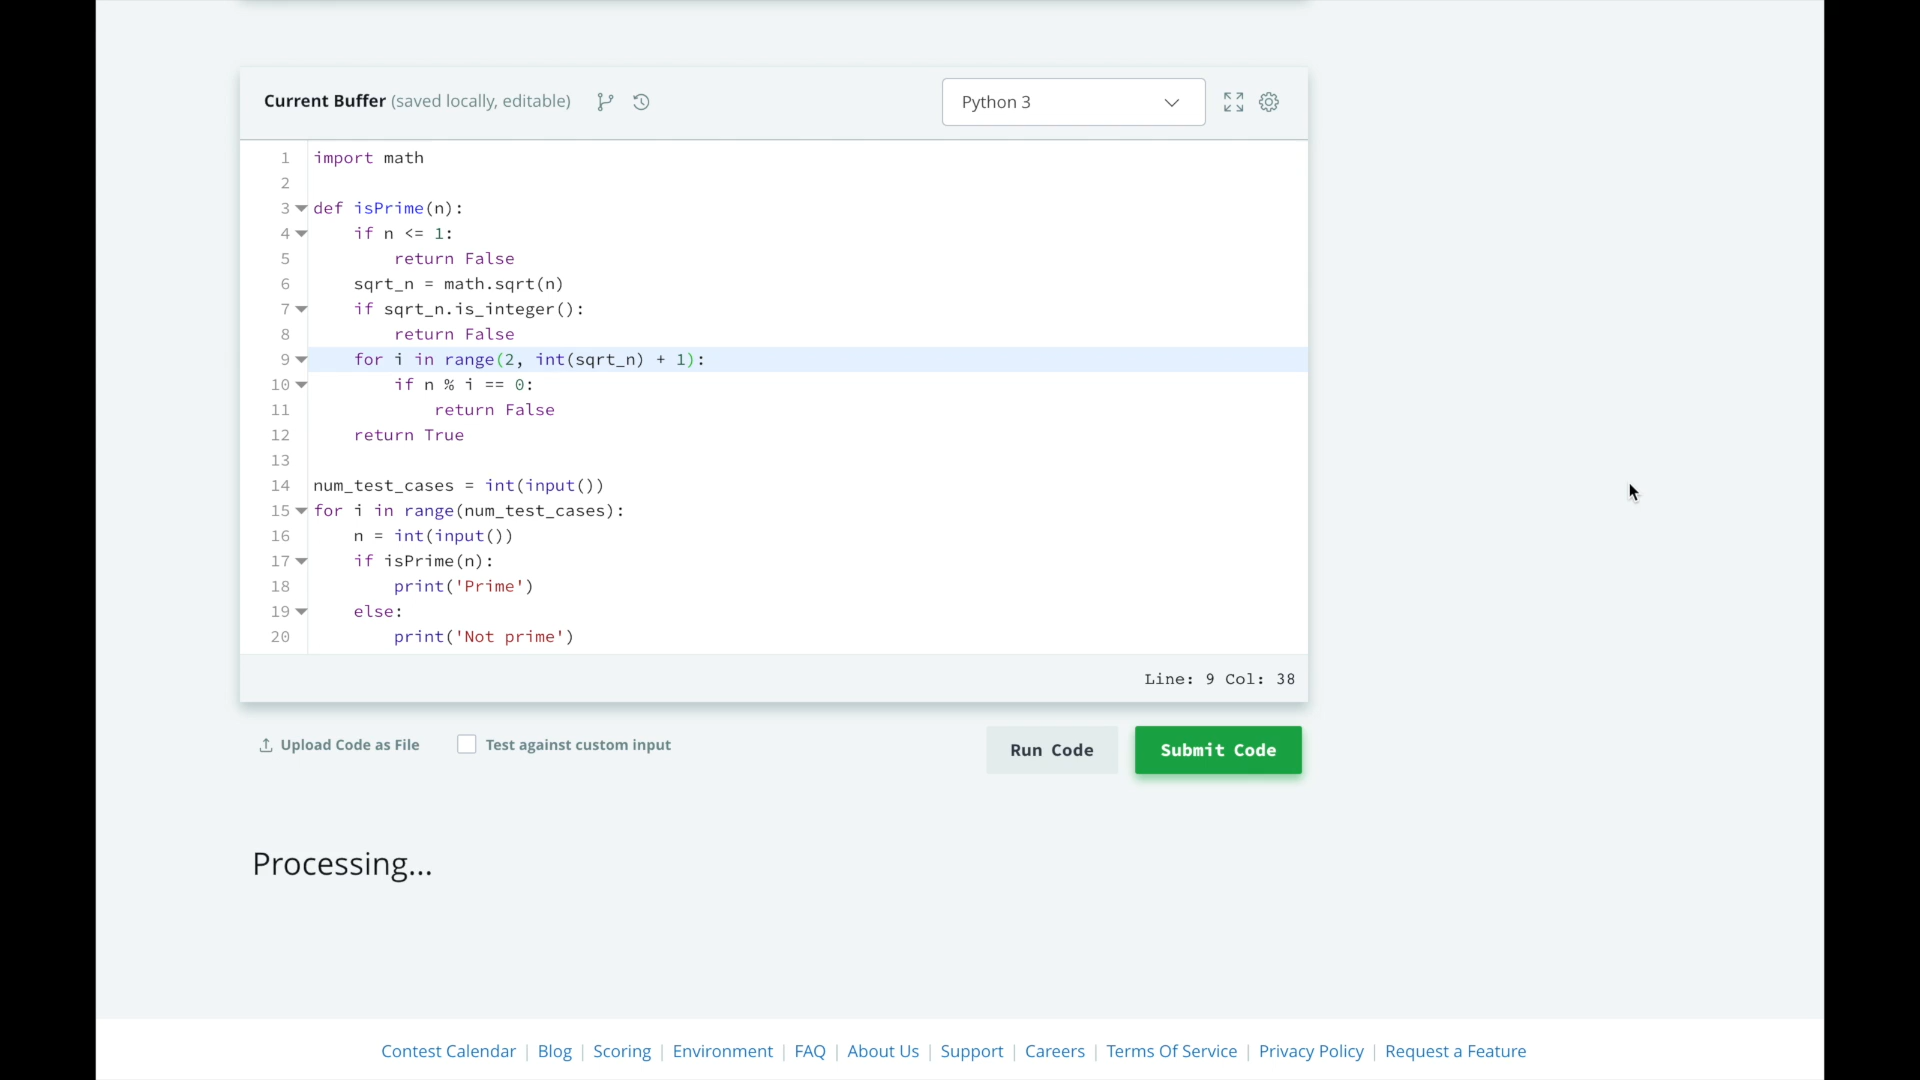 Current Buffer (saved locally, editable)
Python 3
1 import math
2
3 def isPrime(n):
4     if n <= 1:
5         return False
6     sqrt_n = math.sqrt(n)
7     if sqrt_n.is_integer():
8         return False
9     for i in range(2, int(sqrt_n) + 1):
10         if n % i == 0:
11             return False
12     return True
13
14 num_test_cases = int(input())
15 for i in range(num_test_cases):
16     n = int(input())
17     if isPrime(n):
18         print('Prime')
19     else:
20         print('Not prime')
Line: 9 Col: 38
Upload Code as File
Test against custom input
Run Code
Submit Code
Processing...
Contest Calendar | Blog | Scoring | Environment | FAQ | About Us | Support | Careers | Terms Of Service | Privacy Policy | Request a Feature